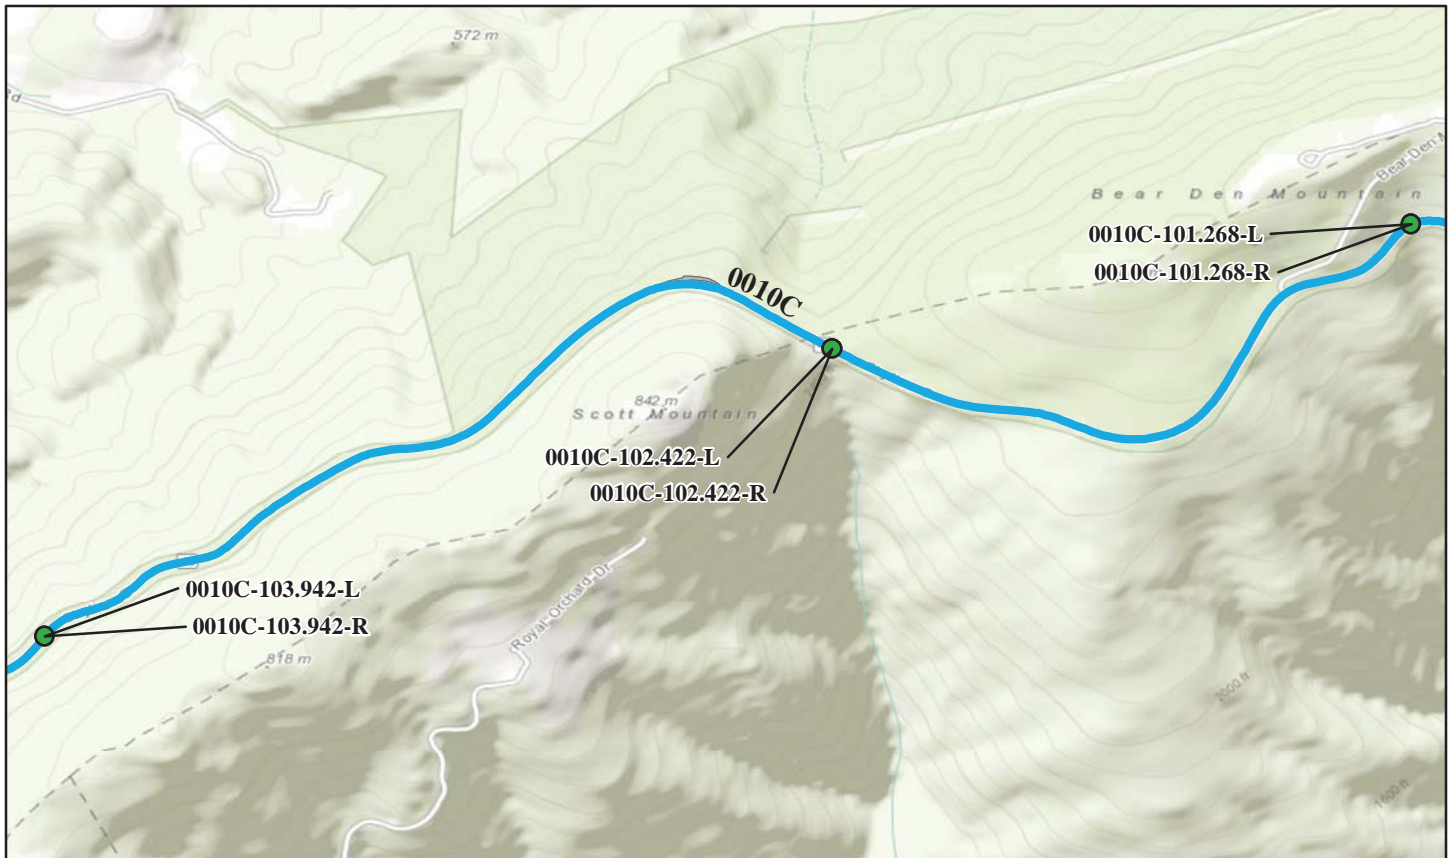 572 m
Rd
Bear Den M
Bear Den Mountain
0010C-101.268-L
0010C-101.268-R
0010C
842 m
Scott Mountain
0010C-102.422-L
0010C-102.422-R
0010C-103.942-L
0010C-103.942-R
Royal Orchard Dr
818 m
2000 ft
1600 ft